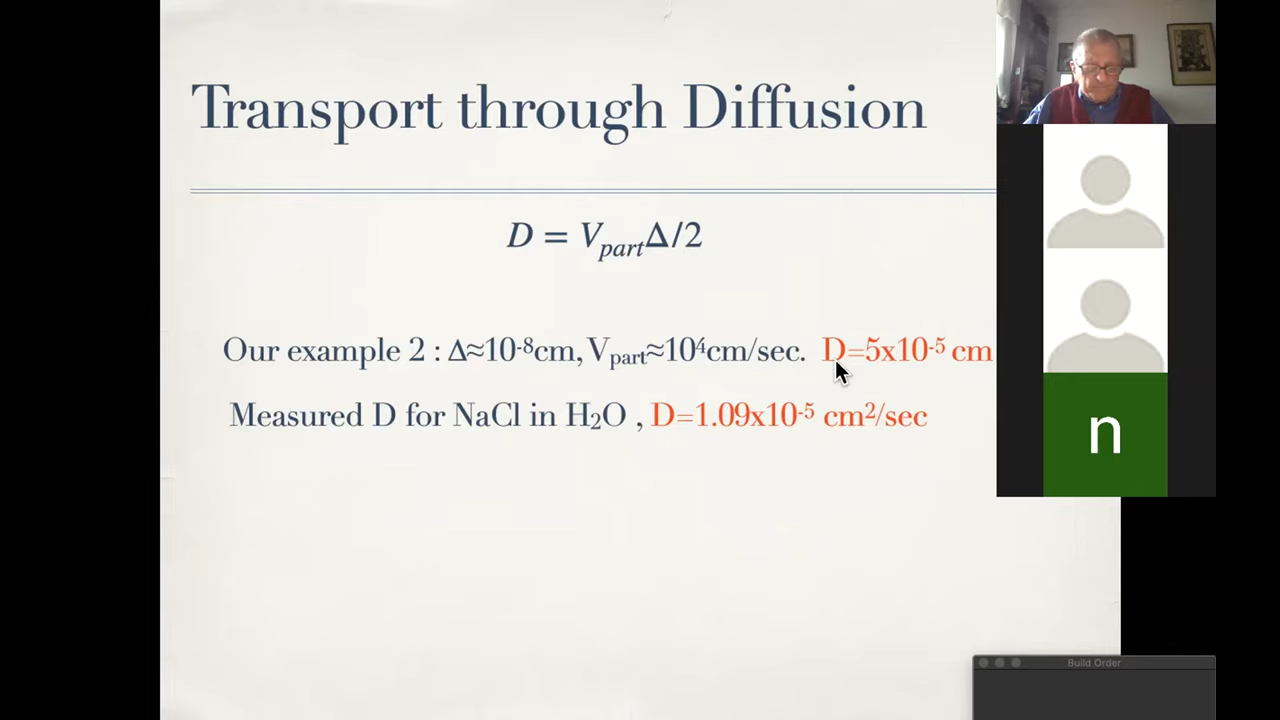 Transport through Diffusion
D = V_part Δ/2
Our example 2 : Δ≈10⁻⁸cm, V_part≈10⁴cm/sec. D=5x10⁻⁵ cm
Measured D for NaCl in H₂O , D=1.09x10⁻⁵ cm²/sec
n
Build Order